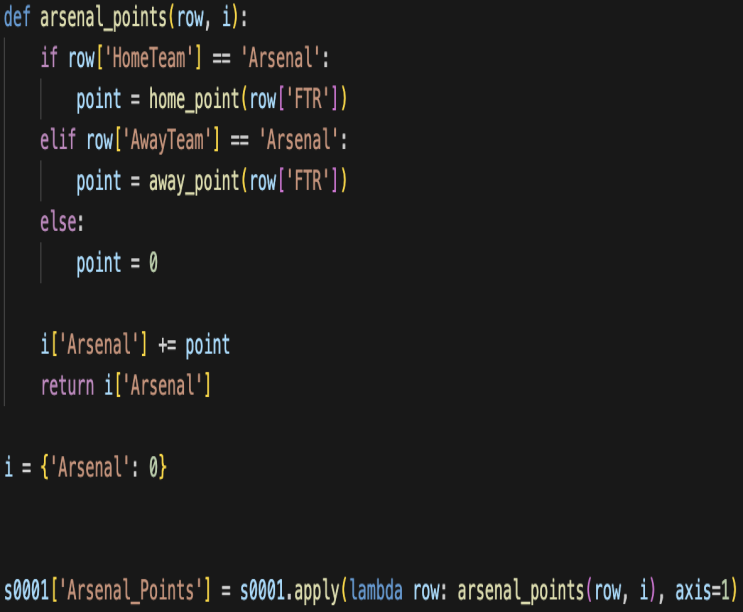 def arsenal_points(row, i):
    if row['HomeTeam'] == 'Arsenal':
        point = home_point(row['FTR'])
    elif row['AwayTeam'] == 'Arsenal':
        point = away_point(row['FTR'])
    else:
        point = 0
    i['Arsenal'] += point
    return i['Arsenal']
i = {'Arsenal': 0}
s0001['Arsenal_Points'] = s0001.apply(lambda row: arsenal_points(row, i), axis=1)